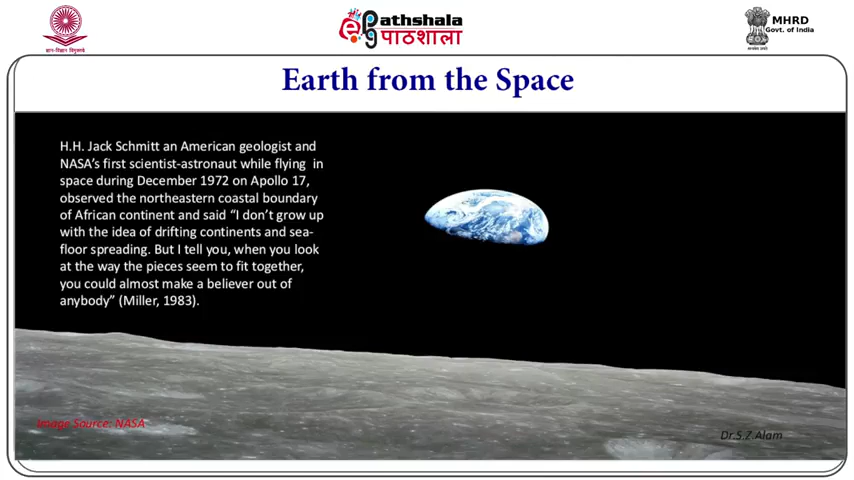 ज्ञान-विज्ञान विमुक्तये
ePgPathshala
पाठशाला
MHRD
Govt. of India
Earth from the Space
H.H. Jack Schmitt an American geologist and
NASA's first scientist-astronaut while flying in
space during December 1972 on Apollo 17,
observed the northeastern coastal boundary
of African continent and said “I don't grow up
with the idea of drifting continents and sea-
floor spreading. But I tell you, when you look
at the way the pieces seem to fit together,
you could almost make a believer out of
anybody” (Miller, 1983).
Image Source: NASA
Dr.S.Z.Alam